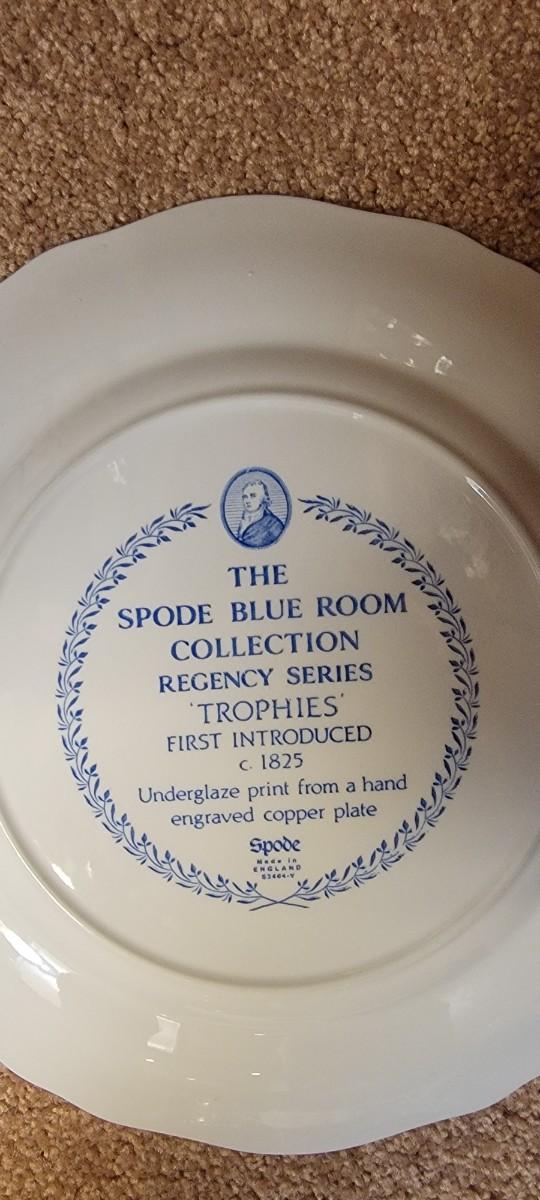 THE
SPODE BLUE ROOM
COLLECTION
REGENCY SERIES
'TROPHIES'
FIRST INTRODUCED
c. 1825
Underglaze print from a hand
engraved copper plate
Spode
Made in
ENGLAND